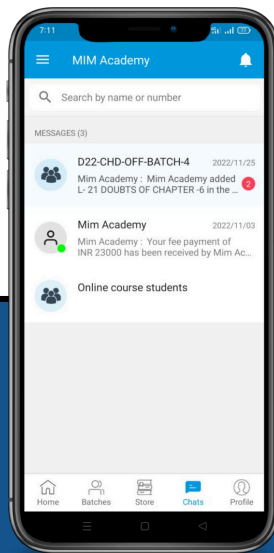 7:11
MIM Academy
Search by name or number
MESSAGES (3)
D22-CHD-OFF-BATCH-4 2022/11/25
Mim Academy : Mim Academy added
L- 21 DOUBTS OF CHAPTER -6 in the ... 2
Mim Academy 2022/11/03
Mim Academy : Your fee payment of
INR 23000 has been received by Mim Ac...
Online course students
Home Batches Store Chats Profile